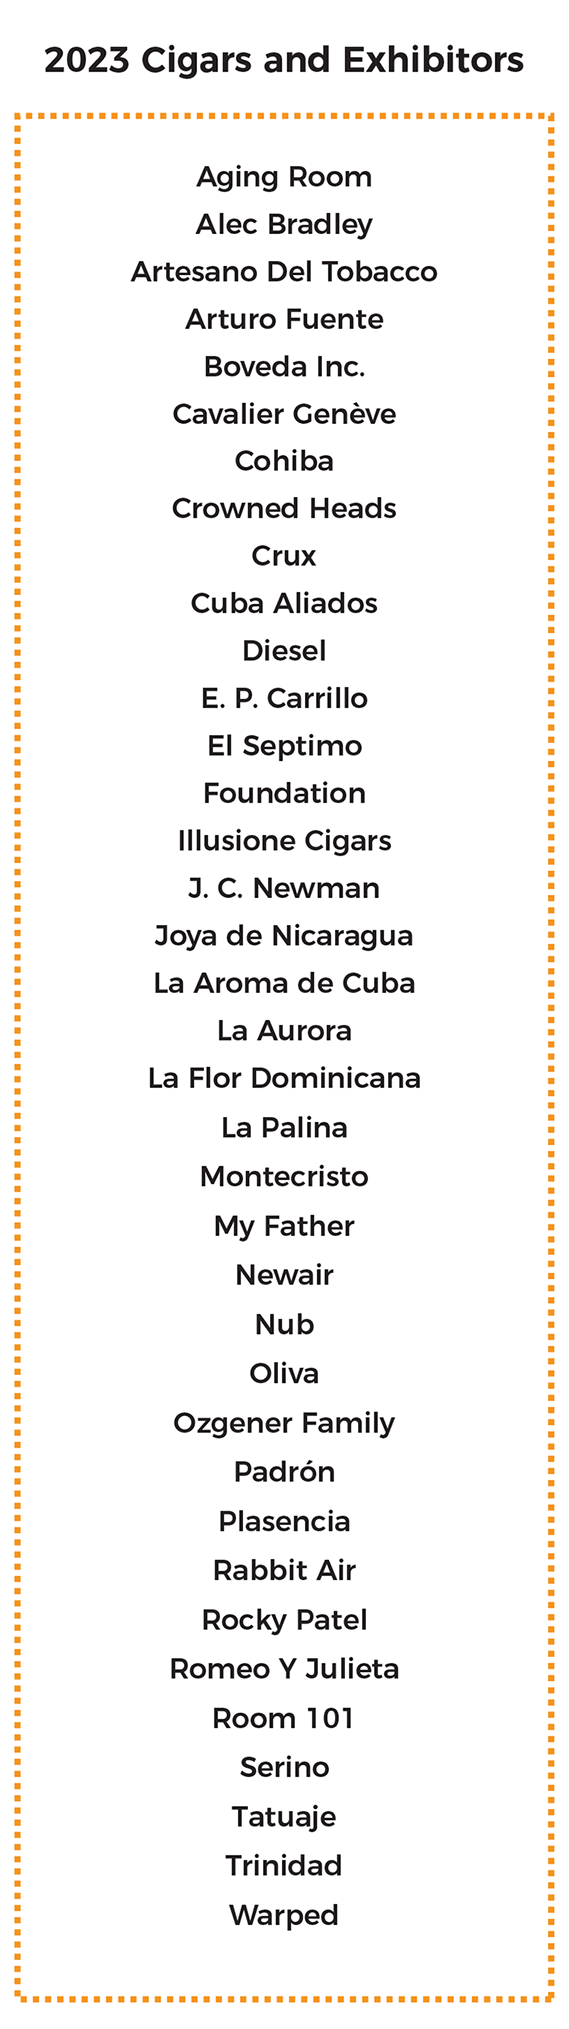 2023 Cigars and Exhibitors
Aging Room
Alec Bradley
Artesano Del Tobacco
Arturo Fuente
Boveda Inc.
Cavalier Genève
Cohiba
Crowned Heads
Crux
Cuba Aliados
Diesel
E. P. Carrillo
El Septimo
Foundation
Illusione Cigars
J. C. Newman
Joya de Nicaragua
La Aroma de Cuba
La Aurora
La Flor Dominicana
La Palina
Montecristo
My Father
Newair
Nub
Oliva
Ozgener Family
Padrón
Plasencia
Rabbit Air
Rocky Patel
Romeo Y Julieta
Room 101
Serino
Tatuaje
Trinidad
Warped